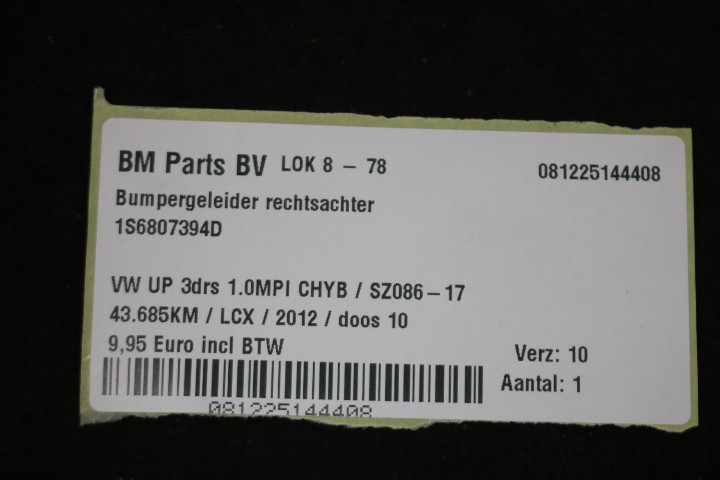 BM Parts BV LOK 8 - 78 081225144408
Bumpergeleider rechtsachter
1S6807394D
VW UP 3drs 1.0MPI CHYB / SZ086-17
43.685KM / LCX / 2012 / doos 10
9,95 Euro incl BTW Verz: 10
Aantal: 1
081225144408